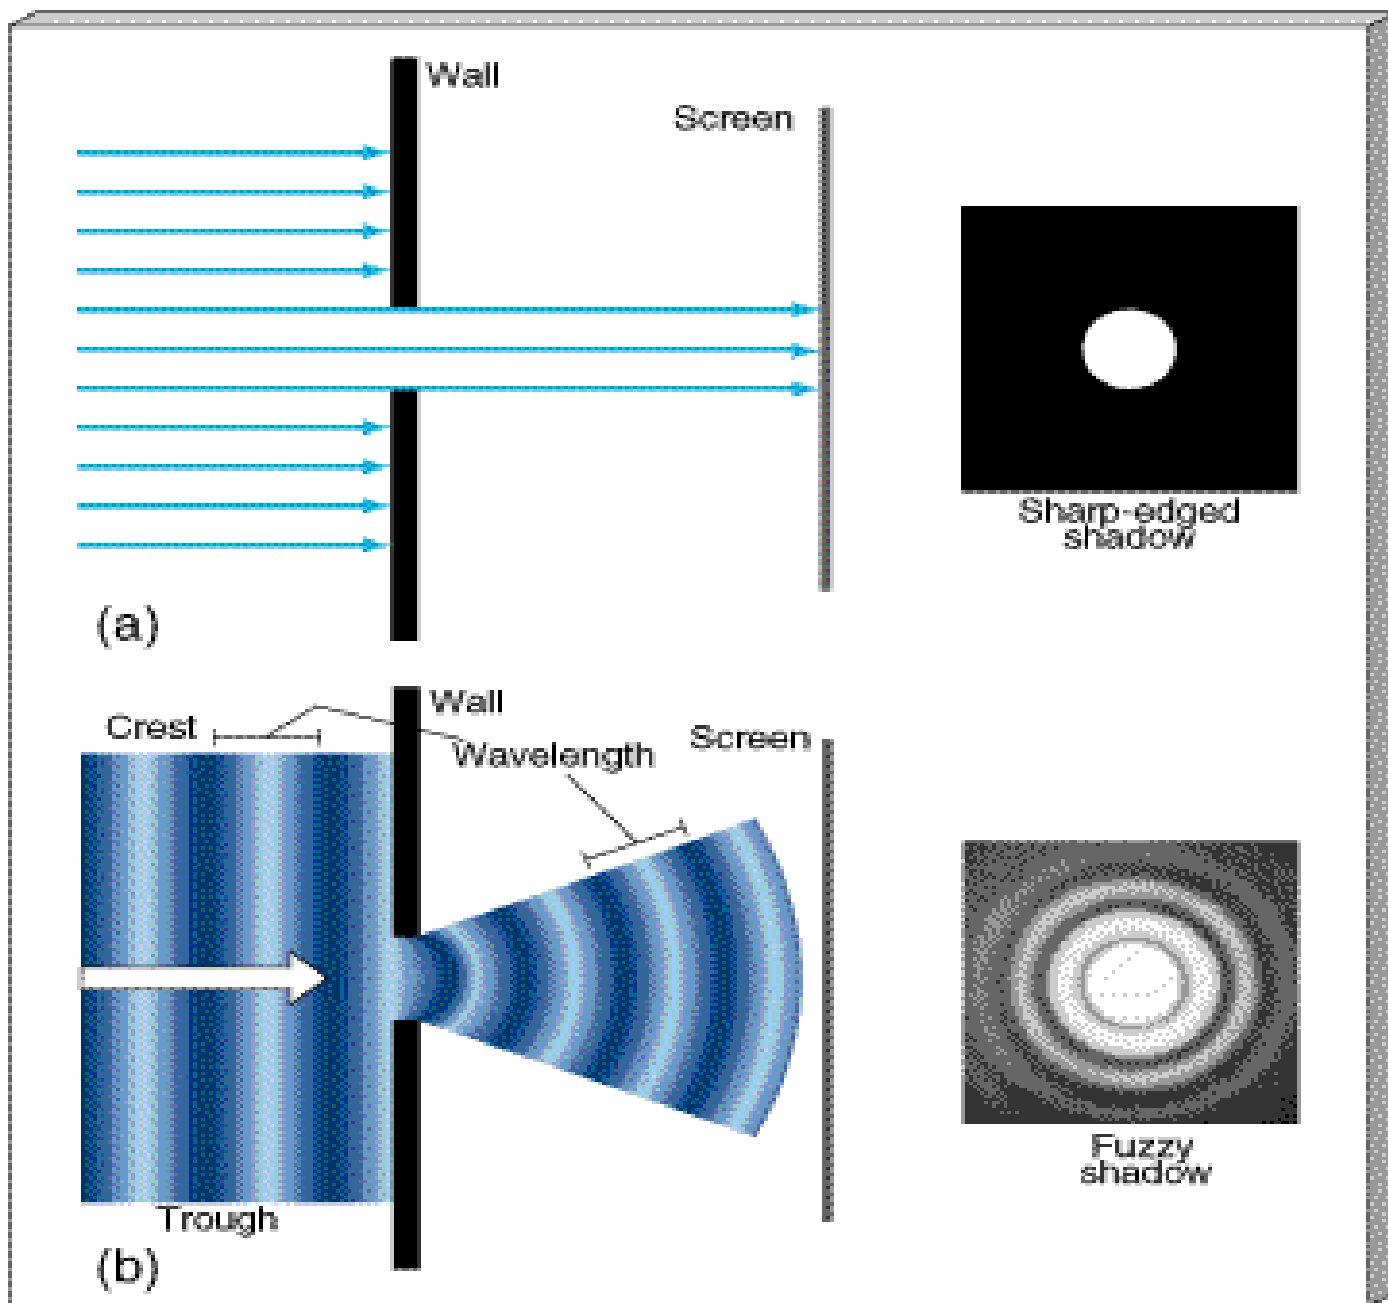 Wall
Screen
Sharp-edged
shadow
(a)
Wall
Crest
Wavelength
Screen
Fuzzy
shadow
Trough
(b)